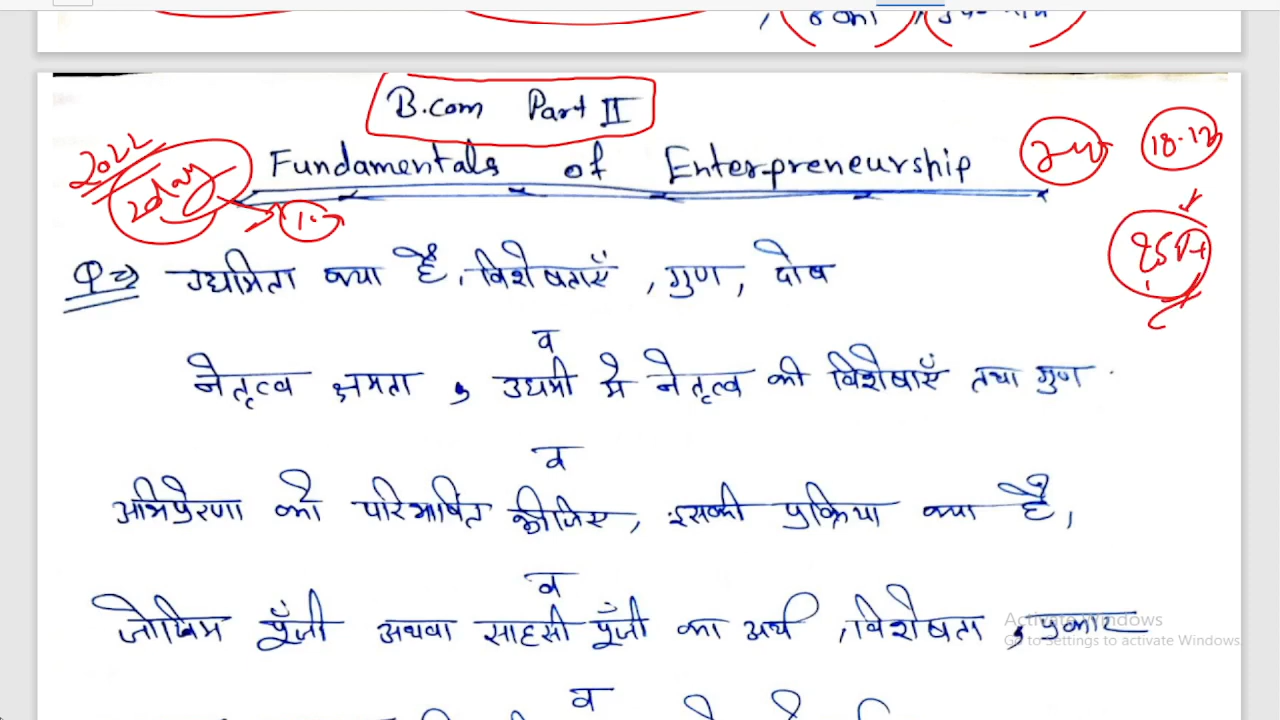 B.com Part II
2022
2day
Fundamentals of Enterpreneurship
18-12
Q⇒ उद्यमिता क्या है, विशेषताएँ, गुण, दोष
व
नेतृत्व क्षमता, उद्यमी मे नेतृत्व की विशेषाएँ तथा गुण
व
अभिप्रेरणा को परिभाषित कीजिए, इसकी प्रक्रिया क्या है,
व
जोखिम पूँजी अथवा साहसी पूँजी का अर्थ, विशेषता, प्रकार
Activate Windows
Go to Settings to activate Windows.
व